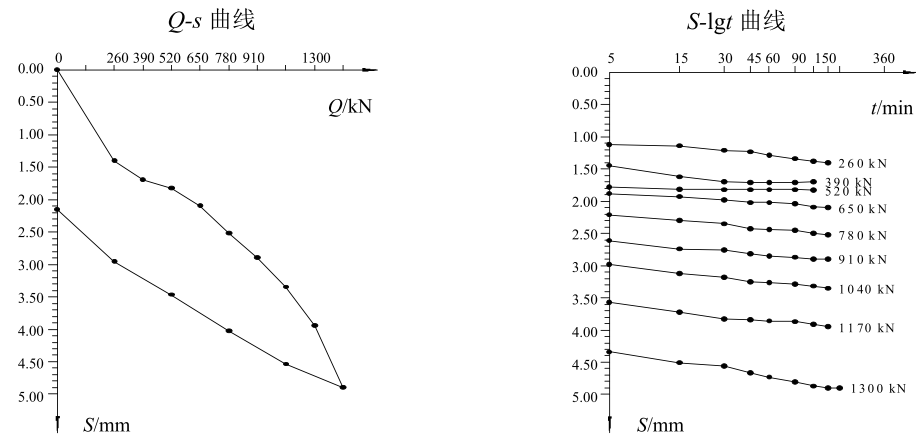 Q-s 曲线
0 260 390 520 650 780 910 1300
Q/kN
0.00
0.50
1.00
1.50
2.00
2.50
3.00
3.50
4.00
4.50
5.00
S/mm
S-lgt 曲线
5 15 30 45 60 90 150 360
t/min
0.00
0.50
1.00
1.50
2.00
2.50
3.00
3.50
4.00
4.50
5.00
260 kN
390 kN
520 kN
650 kN
780 kN
910 kN
1040 kN
1170 kN
1300 kN
S/mm